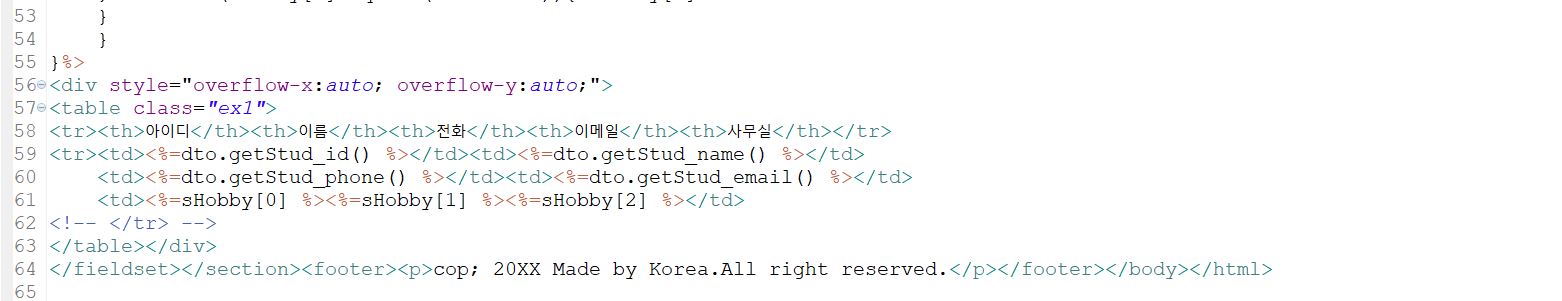 53     }
54     }
55 }%>
56 <div style="overflow-x:auto; overflow-y:auto;">
57 <table class="ex1">
58 <tr><th>아이디</th><th>이름</th><th>전화</th><th>이메일</th><th>사무실</th></tr>
59 <tr><td><%=dto.getStud_id() %></td><td><%=dto.getStud_name() %></td>
60     <td><%=dto.getStud_phone() %></td><td><%=dto.getStud_email() %></td>
61     <td><%=sHobby[0] %><%=sHobby[1] %><%=sHobby[2] %></td>
62 <!-- </tr> -->
63 </table></div>
64 </fieldset></section><footer><p>cop; 20XX Made by Korea.All right reserved.</p></footer></body></html>
65